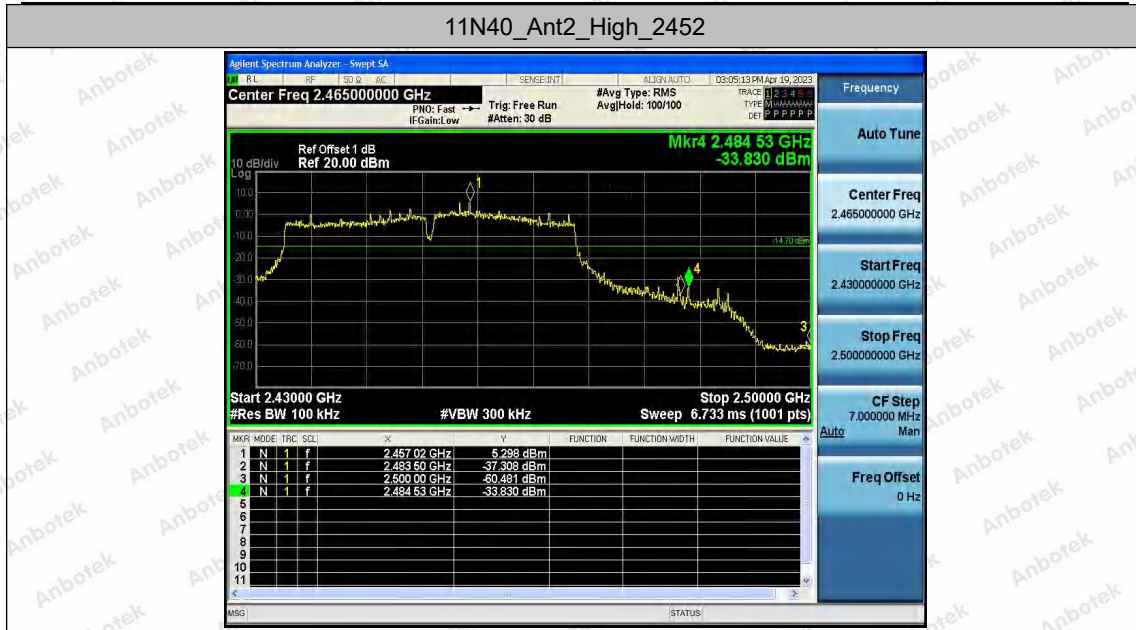 11N40_Ant2_High_2452
Agilent Spectrum Analyzer - Swept SA
RL RF 50 Ω AC SENSE:INT ALIGN AUTO 03:05:13 PM Apr 19, 2023
Center Freq 2.465000000 GHz
PNO: Fast
IFGain:Low
Trig: Free Run
#Atten: 30 dB
#Avg Type: RMS
Avg|Hold: 100/100
TRACE 1 2 3 4 5 6
TYPE M
DET P P P P P P
Frequency
Auto Tune
Center Freq
2.465000000 GHz
Start Freq
2.430000000 GHz
Stop Freq
2.500000000 GHz
CF Step
7.000000 MHz
Auto Man
Freq Offset
0 Hz
Mkr4 2.484 53 GHz
-33.830 dBm
Ref Offset 1 dB
10 dB/div Ref 20.00 dBm
Log
10.0
0.00
-10.0
-20.0
-30.0
-40.0
-50.0
-60.0
-70.0
1
-14.70 dBm
4
3
Start 2.43000 GHz Stop 2.50000 GHz
#Res BW 100 kHz #VBW 300 kHz Sweep 6.733 ms (1001 pts)
MKR MODE TRC SCL X Y FUNCTION FUNCTION WIDTH FUNCTION VALUE
1 N 1 f 2.457 02 GHz 5.298 dBm
2 N 1 f 2.483 50 GHz -37.308 dBm
3 N 1 f 2.500 00 GHz -60.481 dBm
4 N 1 f 2.484 53 GHz -33.830 dBm
5
6
7
8
9
10
11
MSG STATUS
Anbotek